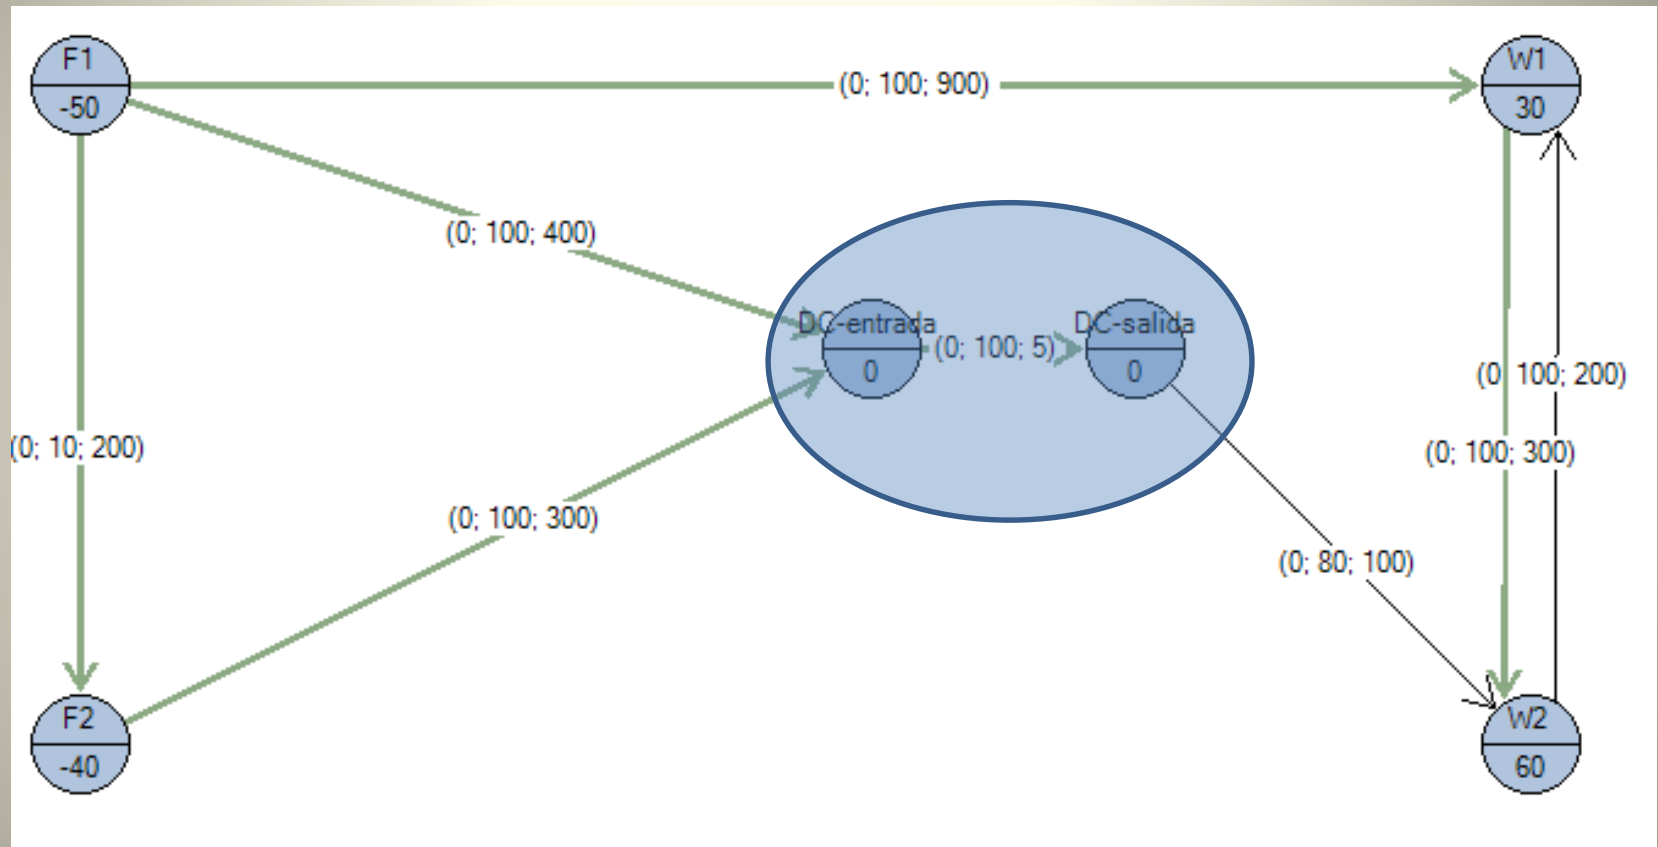 F1
-50
(0; 100; 900)
W1
30
(0; 100; 400)
DC-entrada
0
(0; 100; 5)
DC-salida
0
(0 100; 200)
(0; 10; 200)
(0; 100; 300)
(0; 100; 300)
(0; 80; 100)
F2
-40
W2
60